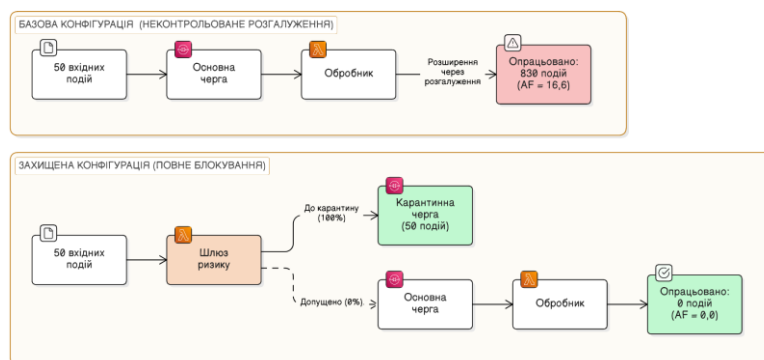 БАЗОВА КОНФІГУРАЦІЯ (НЕКОНТРОЛЬОВАНЕ РОЗГАЛУЖЕННЯ)
50 вхідних
подій
Основна
черга
Обробник
Розширення
через
розгалуження
Опрацьовано:
830 подій
(AF = 16,6)
ЗАХИЩЕНА КОНФІГУРАЦІЯ (ПОВНЕ БЛОКУВАННЯ)
50 вхідних
подій
Шлюз
ризику
До карантину
(100%)
Карантинна
черга
(50 подій)
Допущено (0%)
Основна
черга
Обробник
Опрацьовано:
0 подій
(AF = 0,0)